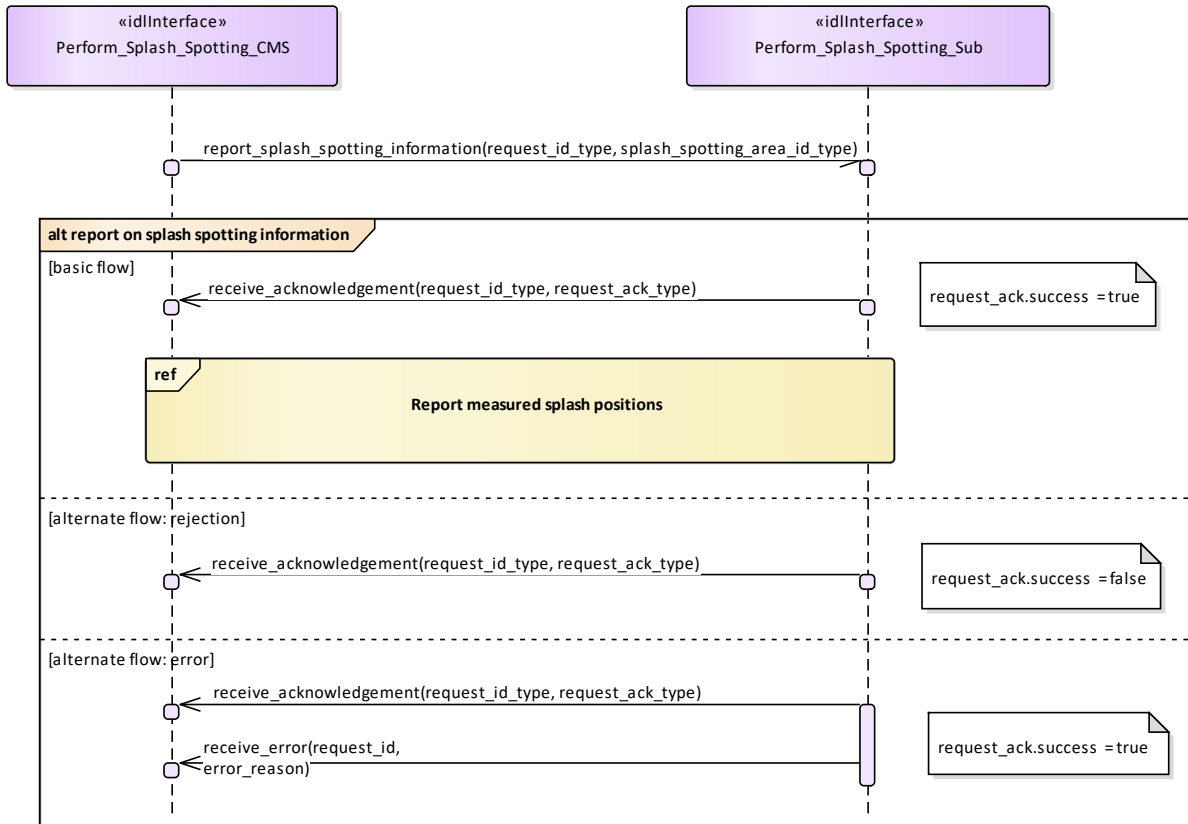 «idlInterface»
Perform_Splash_Spotting_CMS
«idlInterface»
Perform_Splash_Spotting_Sub
report_splash_spotting_information(request_id_type, splash_spotting_area_id_type)
alt report on splash spotting information
[basic flow]
receive_acknowledgement(request_id_type, request_ack_type)
request_ack.success =true
ref
Report measured splash positions
[alternate flow: rejection]
receive_acknowledgement(request_id_type, request_ack_type)
request_ack.success =false
[alternate flow: error]
receive_acknowledgement(request_id_type, request_ack_type)
receive_error(request_id,
error_reason)
request_ack.success =true